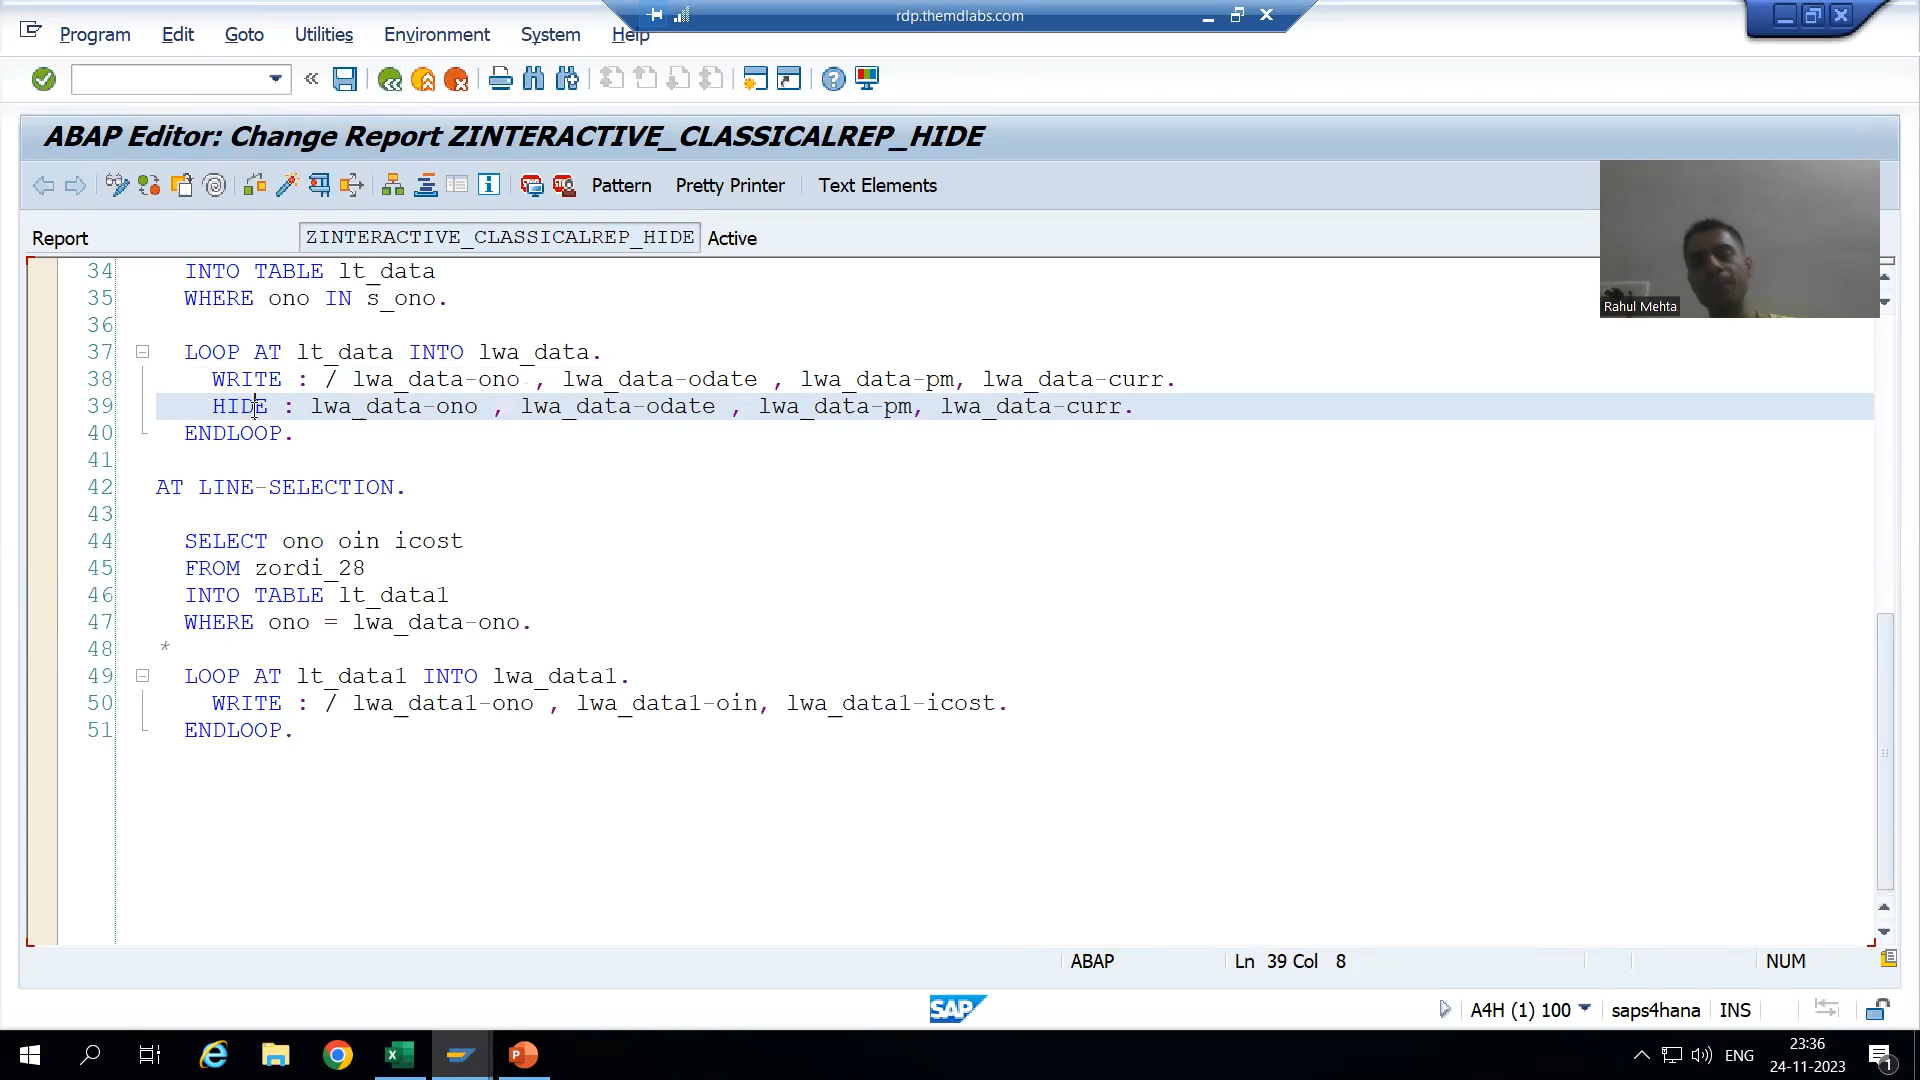 rdp.themdlabs.com
Program Edit Goto Utilities Environment System Help
ABAP Editor: Change Report ZINTERACTIVE_CLASSICALREP_HIDE
Pattern Pretty Printer Text Elements
Report ZINTERACTIVE_CLASSICALREP_HIDE Active
Rahul Mehta
34 INTO TABLE lt_data
35 WHERE ono IN s_ono.
36
37 LOOP AT lt_data INTO lwa_data.
38 WRITE : / lwa_data-ono , lwa_data-odate , lwa_data-pm, lwa_data-curr.
39 HIDE : lwa_data-ono , lwa_data-odate , lwa_data-pm, lwa_data-curr.
40 ENDLOOP.
41
42 AT LINE-SELECTION.
43
44 SELECT ono oin icost
45 FROM zordi_28
46 INTO TABLE lt_data1
47 WHERE ono = lwa_data-ono.
48 *
49 LOOP AT lt_data1 INTO lwa_data1.
50 WRITE : / lwa_data1-ono , lwa_data1-oin, lwa_data1-icost.
51 ENDLOOP.
ABAP Ln 39 Col 8 NUM
SAP A4H (1) 100 saps4hana INS
ENG 23:36
24-11-2023 1